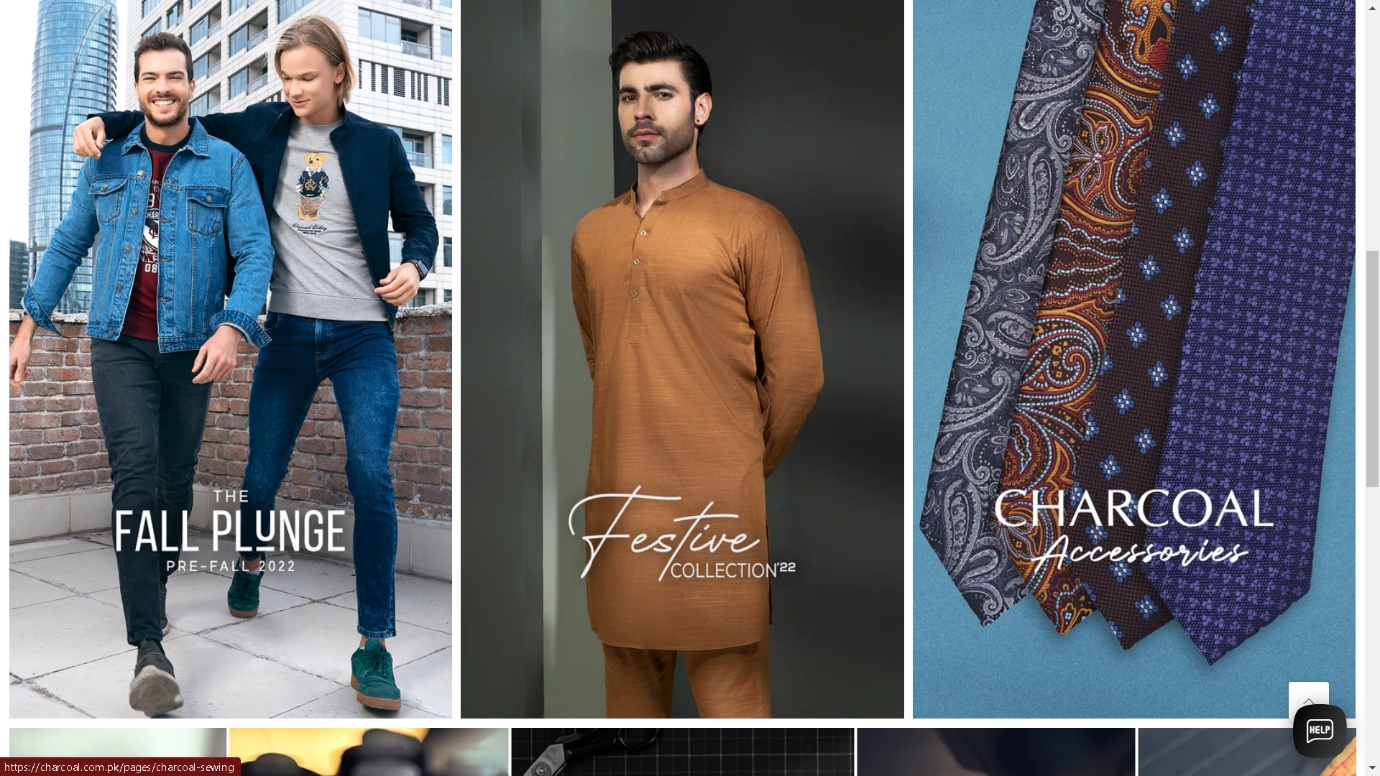 THE
FALL PLUNGE
PRE-FALL 2022
Festive
COLLECTION'22
CHARCOAL
Accessories
HELP
https://charcoal.com.pk/pages/charcoal-sewing